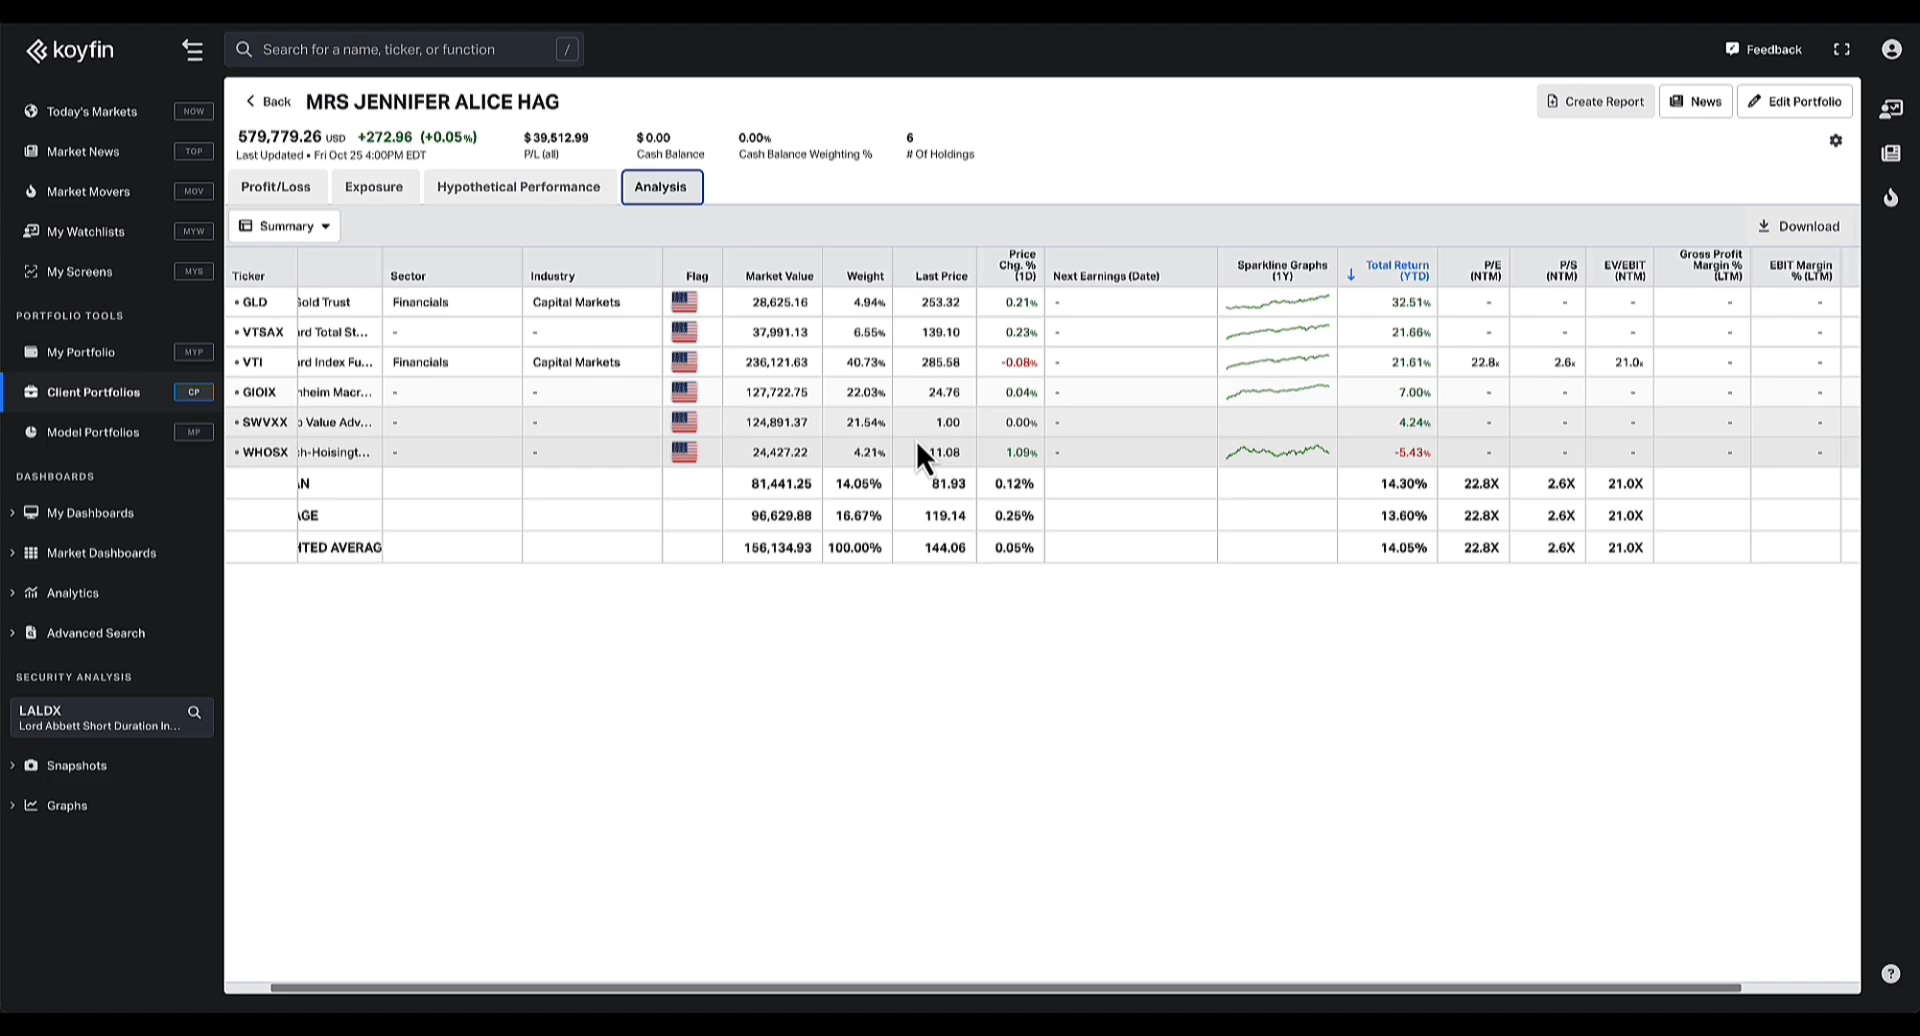 koyfin
Search for a name, ticker, or function /
Feedback
Today's Markets NOW
Market News TOP
Market Movers MOV
My Watchlists MYW
My Screens MYS
PORTFOLIO TOOLS
My Portfolio MYP
Client Portfolios CP
Model Portfolios MP
DASHBOARDS
My Dashboards
Market Dashboards
Analytics
Advanced Search
SECURITY ANALYSIS
LALDX
Lord Abbett Short Duration In...
Snapshots
Graphs
Back MRS JENNIFER ALICE HAG
Create Report News Edit Portfolio
579,779.26 USD +272.96 (+0.05%) $39,512.99 $0.00 0.00% 6
Last Updated • Fri Oct 25 4:00PM EDT P/L (all) Cash Balance Cash Balance Weighting % # Of Holdings
Profit/Loss Exposure Hypothetical Performance Analysis
Summary Download
Ticker Sector Industry Flag Market Value Weight Last Price Price Chg. % (1D) Next Earnings (Date) Sparkline Graphs (1Y) Total Return (YTD) P/E (NTM) P/S (NTM) EV/EBIT (NTM) Gross Profit Margin % (LTM) EBIT Margin % (LTM)
• GLD Gold Trust Financials Capital Markets 28,625.16 4.94% 253.32 0.21% - 32.51% - - - - -
• VTSAX rd Total St... - - 37,991.13 6.55% 139.10 0.23% - 21.66% - - - - -
• VTI rd Index Fu... Financials Capital Markets 236,121.63 40.73% 285.58 -0.08% - 21.61% 22.8x 2.6x 21.0x - -
• GIOIX nheim Macr... - - 127,722.75 22.03% 24.76 0.04% - 7.00% - - - - -
• SWVXX Value Adv... - - 124,891.37 21.54% 1.00 0.00% - 4.24% - - - - -
• WHOSX h-Hoisingt... - - 24,427.22 4.21% 11.08 1.09% - -5.43% - - - - -
AN 81,441.25 14.05% 81.93 0.12% 14.30% 22.8X 2.6X 21.0X
AGE 96,629.88 16.67% 119.14 0.25% 13.60% 22.8X 2.6X 21.0X
HTED AVERAG 156,134.93 100.00% 144.06 0.05% 14.05% 22.8X 2.6X 21.0X